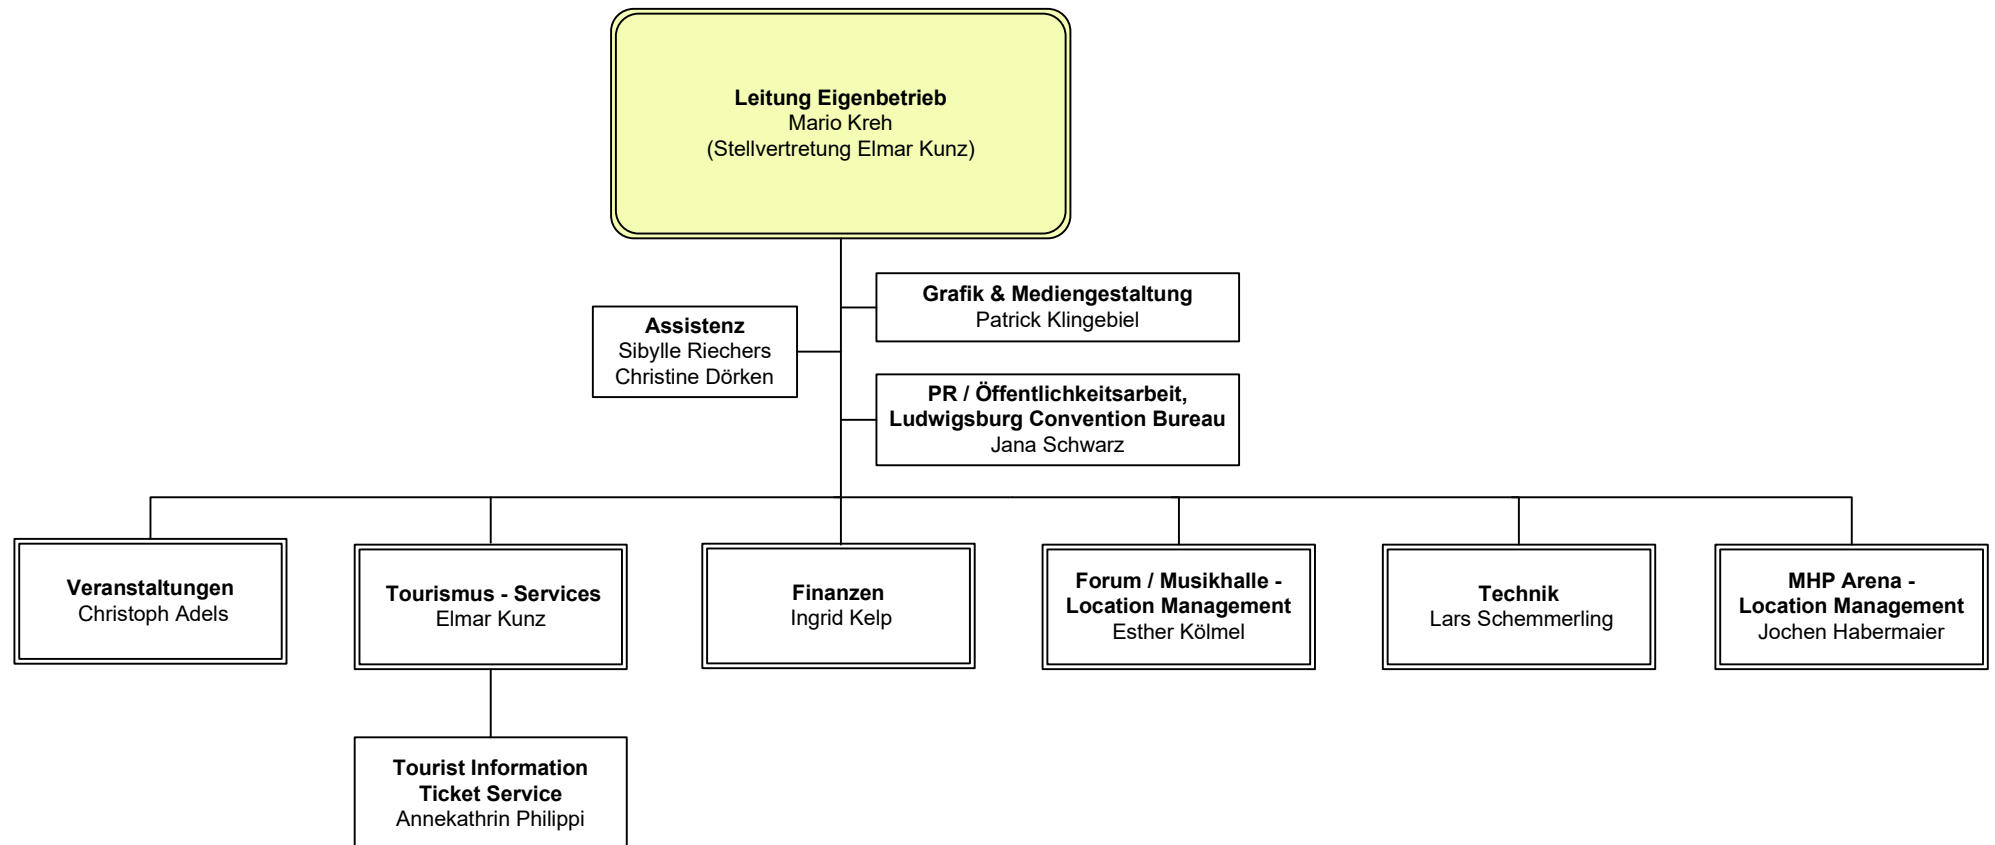 Leitung Eigenbetrieb
Mario Kreh
(Stellvertretung Elmar Kunz)
Grafik & Mediengestaltung
Patrick Klingebiel
Assistenz
Sibylle Riechers
Christine Dörken
PR / Öffentlichkeitsarbeit,
Ludwigsburg Convention Bureau
Jana Schwarz
Veranstaltungen
Christoph Adels
Tourismus - Services
Elmar Kunz
Finanzen
Ingrid Kelp
Forum / Musikhalle -
Location Management
Esther Kölmel
Technik
Lars Schemmerling
MHP Arena -
Location Management
Jochen Habermaier
Tourist Information
Ticket Service
Annekathrin Philippi